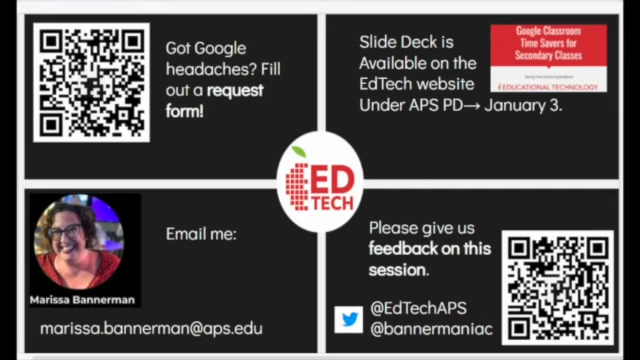 Got Google
headaches? Fill
out a request
form!
Slide Deck is
Available on the
EdTech website
Under APS PD→ January 3.
Google Classroom
Time Savers for
Secondary Classes
EDUCATIONAL TECHNOLOGY
ED
TECH
Marissa Bannerman
Email me:
marissa.bannerman@aps.edu
Please give us
feedback on this
session.
@EdTechAPS
@bannermaniac